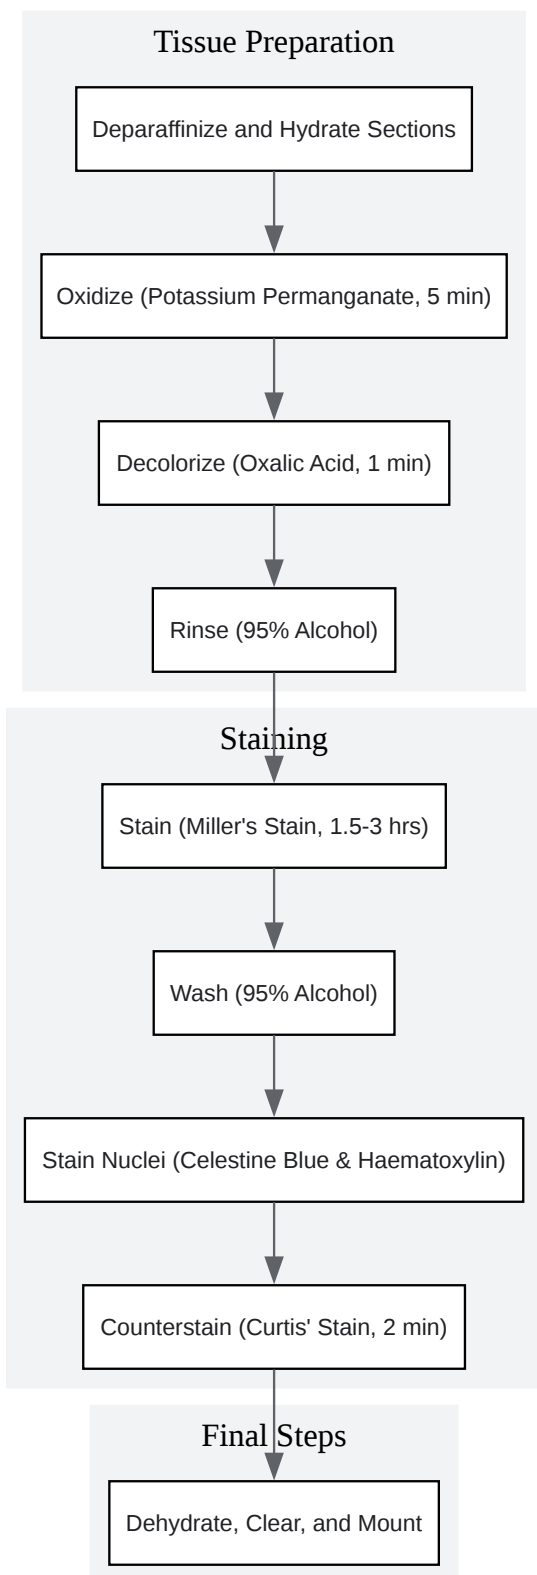 Tissue Preparation
Deparaffinize and Hydrate Sections
Oxidize (Potassium Permanganate, 5 min)
Decolorize (Oxalic Acid, 1 min)
Rinse (95% Alcohol)
Staining
Stain (Miller's Stain, 1.5-3 hrs)
Wash (95% Alcohol)
Stain Nuclei (Celestine Blue & Haematoxylin)
Counterstain (Curtis' Stain, 2 min)
Final Steps
Dehydrate, Clear, and Mount